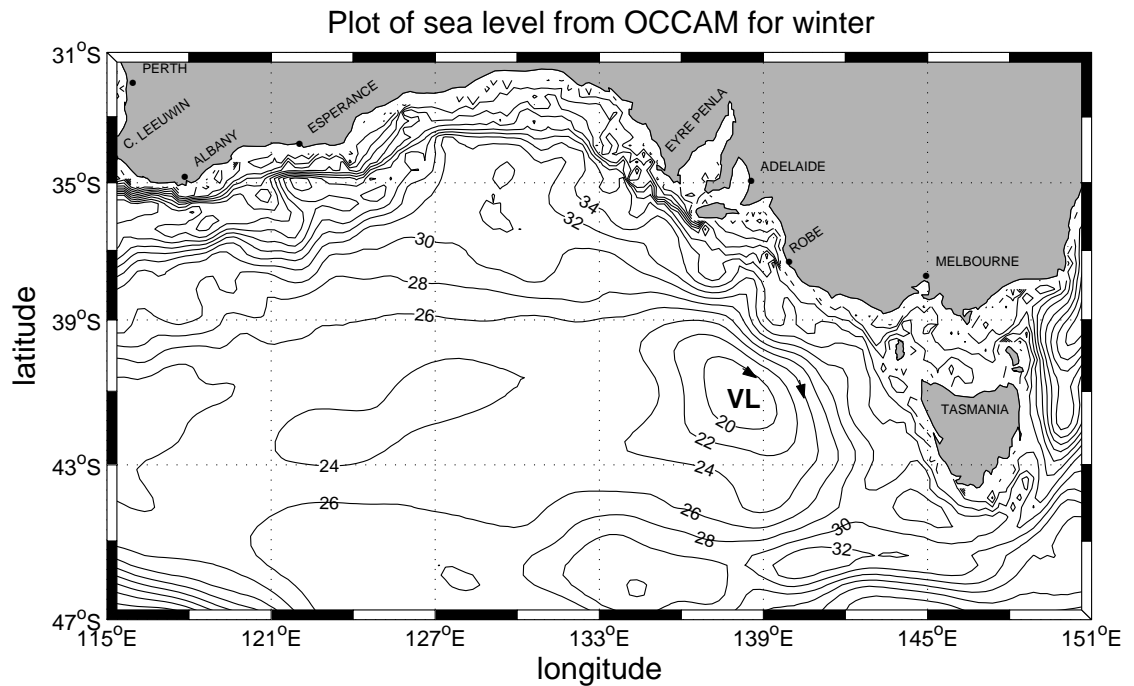 Plot of sea level from OCCAM for winter
31°S
PERTH
C. LEEUWIN
ALBANY
ESPERANCE
EYRE PENLA
ADELAIDE
35°S
34
32
30
ROBE
MELBOURNE
28
26
39°S
latitude
VL
20
22
TASMANIA
24
24
43°S
26
26
28
30
32
47°S
115°E
121°E
127°E
133°E
139°E
145°E
151°E
longitude